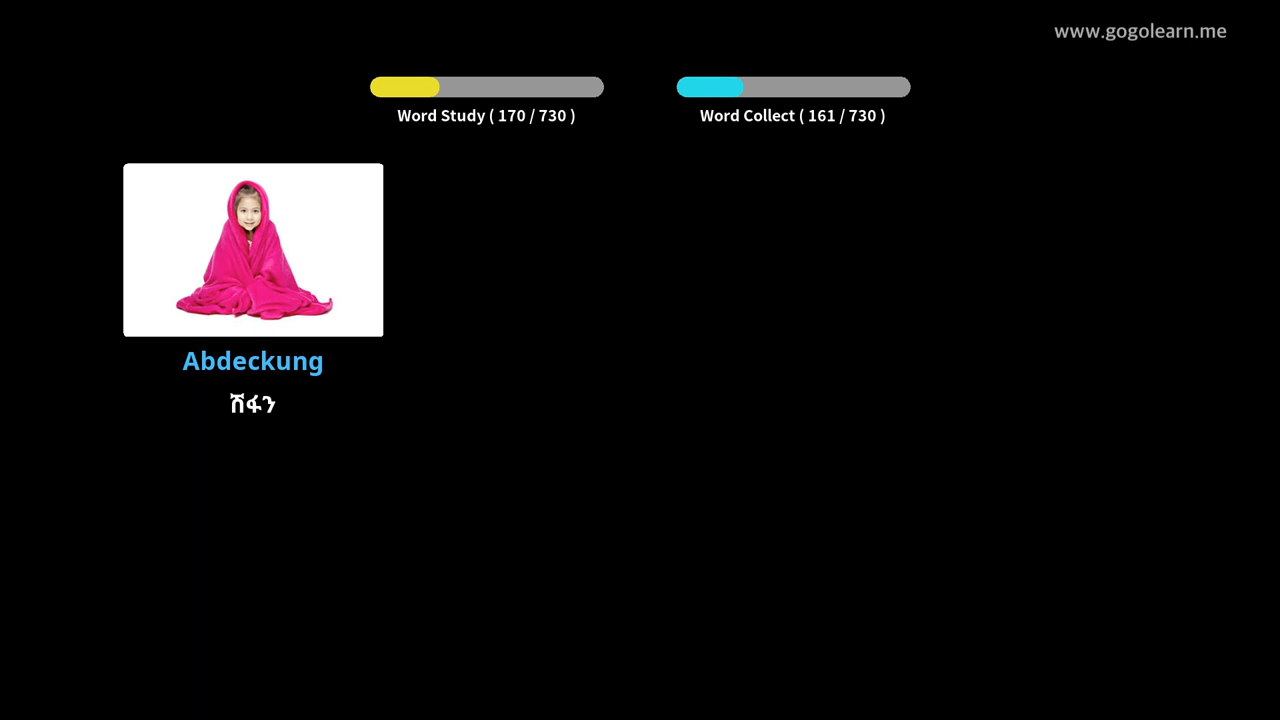 www.gogolearn.me
Word Study ( 170 / 730 )
Word Collect ( 161 / 730 )
Abdeckung
ሽፋን